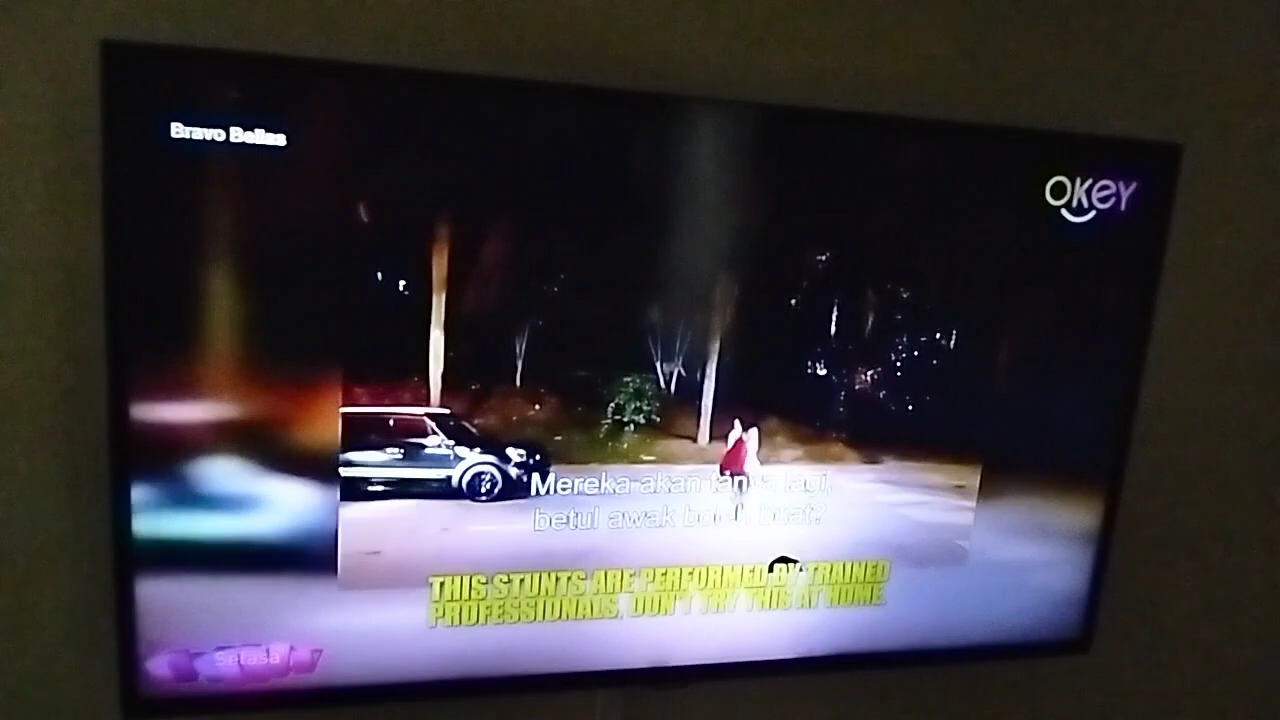 Bravo Bellas
OKEY
Mereka akan tanya lagi,
betul awak boleh buat?
THIS STUNTS ARE PERFORMED BY TRAINED
PROFESSIONALS, DON'T TRY THIS AT HOME.
Selasa